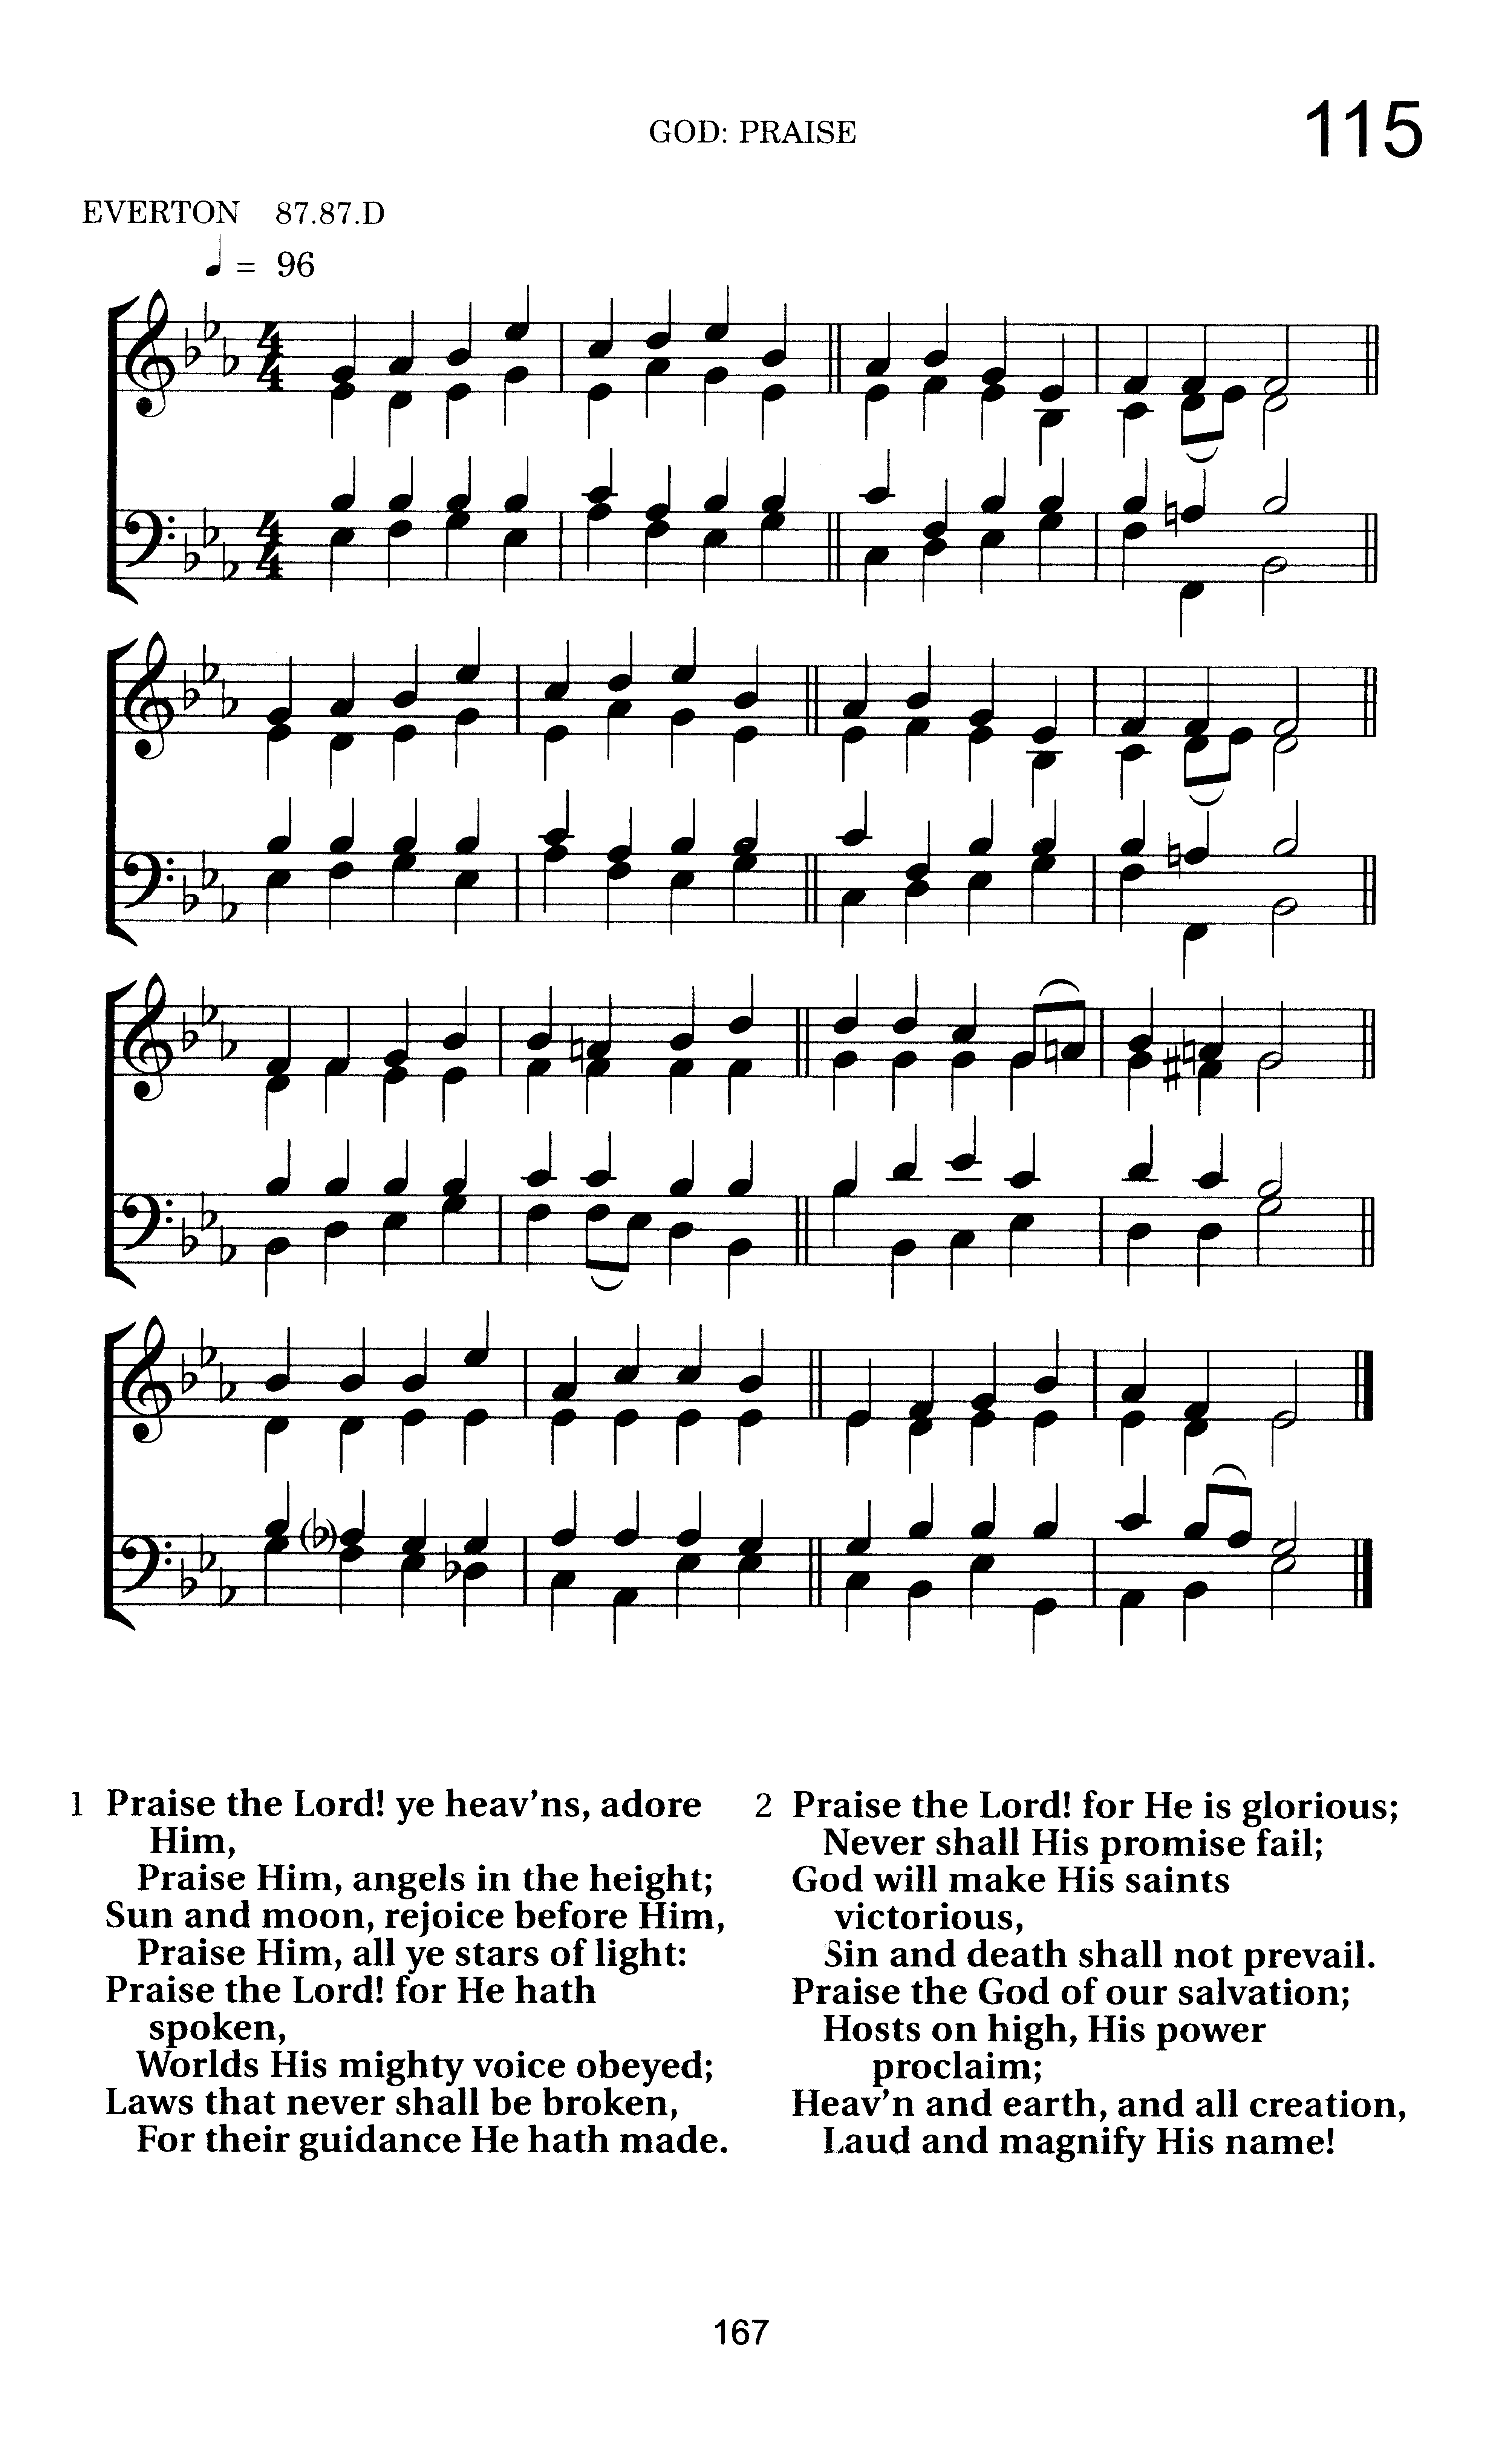 GOD: PRAISE
115
EVERTON 87.87.D
♩ = 96
1 Praise the Lord! ye heav’ns, adore
Him,
Praise Him, angels in the height;
Sun and moon, rejoice before Him,
Praise Him, all ye stars of light:
Praise the Lord! for He hath
spoken,
Worlds His mighty voice obeyed;
Laws that never shall be broken,
For their guidance He hath made.
2 Praise the Lord! for He is glorious;
Never shall His promise fail;
God will make His saints
victorious,
Sin and death shall not prevail.
Praise the God of our salvation;
Hosts on high, His power
proclaim;
Heav’n and earth, and all creation,
Laud and magnify His name!
167